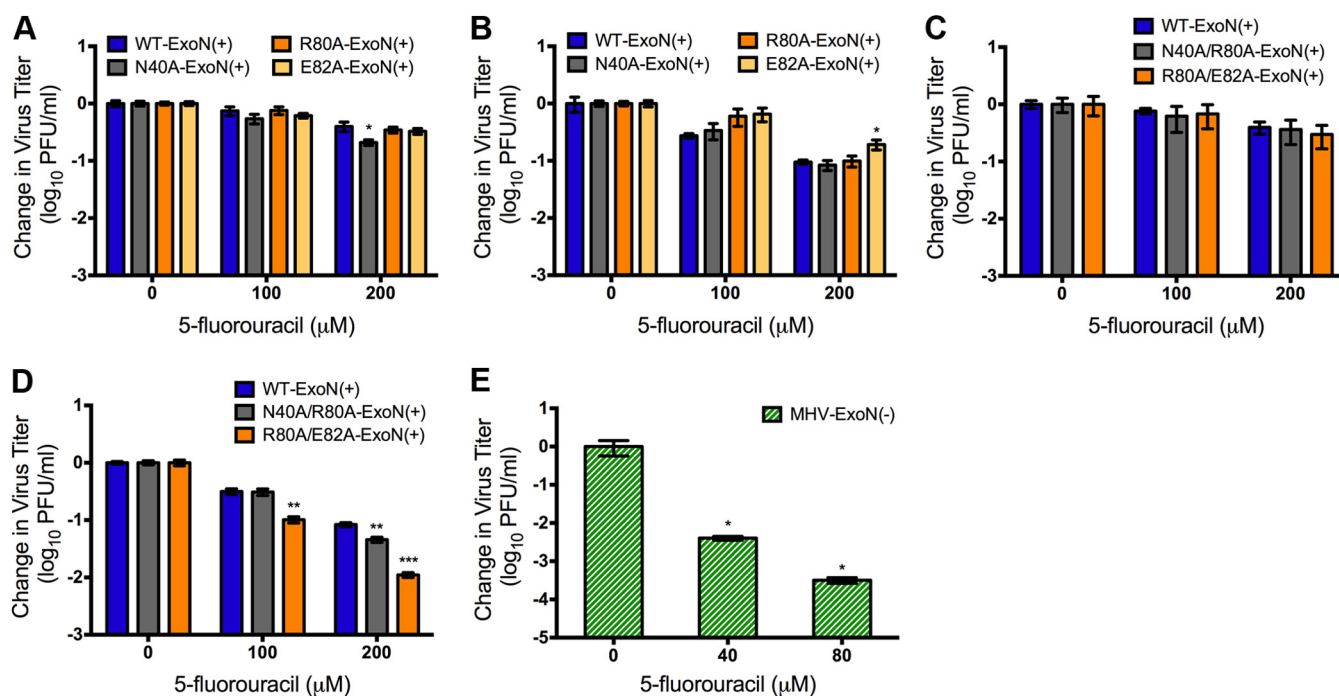 A
WT-ExoN(+) R80A-ExoN(+)
N40A-ExoN(+) E82A-ExoN(+)
Change in Virus Titer
(log10 PFU/ml)
1
0
-1
-2
-3
*
0 100 200
5-fluorouracil (μM)
B
WT-ExoN(+) R80A-ExoN(+)
N40A-ExoN(+) E82A-ExoN(+)
Change in Virus Titer
(log10 PFU/ml)
1
0
-1
-2
-3
*
0 100 200
5-fluorouracil (μM)
C
WT-ExoN(+)
N40A/R80A-ExoN(+)
R80A/E82A-ExoN(+)
Change in Virus Titer
(log10 PFU/ml)
1
0
-1
-2
-3
0 100 200
5-fluorouracil (μM)
D
WT-ExoN(+)
N40A/R80A-ExoN(+)
R80A/E82A-ExoN(+)
Change in Virus Titer
(log10 PFU/ml)
1
0
-1
-2
-3
** ** ***
0 100 200
5-fluorouracil (μM)
E
MHV-ExoN(-)
Change in Virus Titer
(log10 PFU/ml)
1
0
-1
-2
-3
-4
-5
* *
0 40 80
5-fluorouracil (μM)